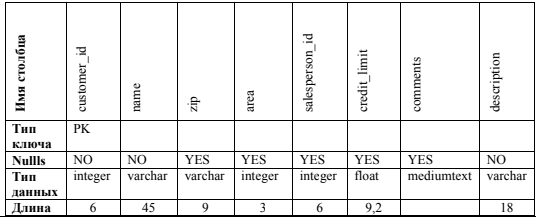 Имя столбца customer_id name zip area salesperson_id credit_limit comments description
Тип ключа PK
Nullls NO NO YES YES YES YES YES NO
Тип данных integer varchar varchar integer integer float mediumtext varchar
Длина 6 45 9 3 6 9,2 18